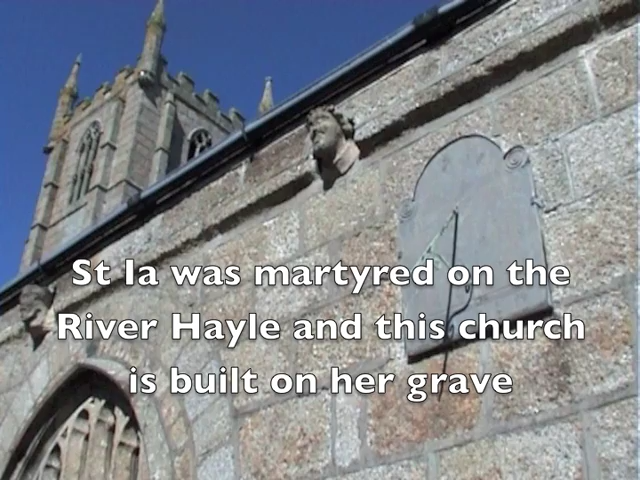 St Ia was martyred on the
River Hayle and this church
is built on her grave